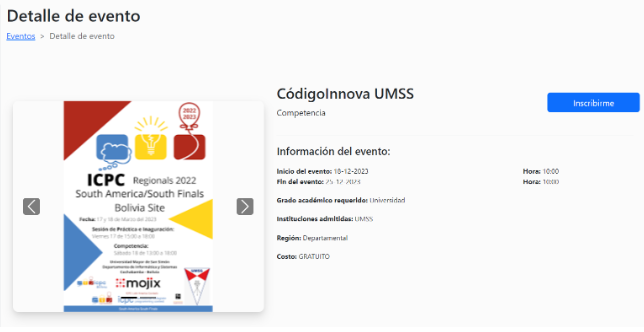 Detalle de evento
Eventos > Detalle de evento
2022
2023
ICPC Regionals 2022
South America/South Finals
Bolivia Site
Fecha: 17 y 18 de Marzo del 2023
Sesión de Práctica e Inauguración:
Viernes 17 de 15:00 a 18:00
Competencia:
Sábado 18 de 13:00 a 18:00
Universidad Mayor de San Simón
Departamento de Informática y Sistemas
Cochabamba - Bolivia
mojix
South America/South Finals
CódigoInnova UMSS
Competencia
Inscribirme
Información del evento:
Inicio del evento: 18-12-2023 Hora: 10:00
Fin del evento: 25-12-2023 Hora: 10:00
Grado académico requerido: Universidad
Instituciones admitidas: UMSS
Región: Departamental
Costo: GRATUITO